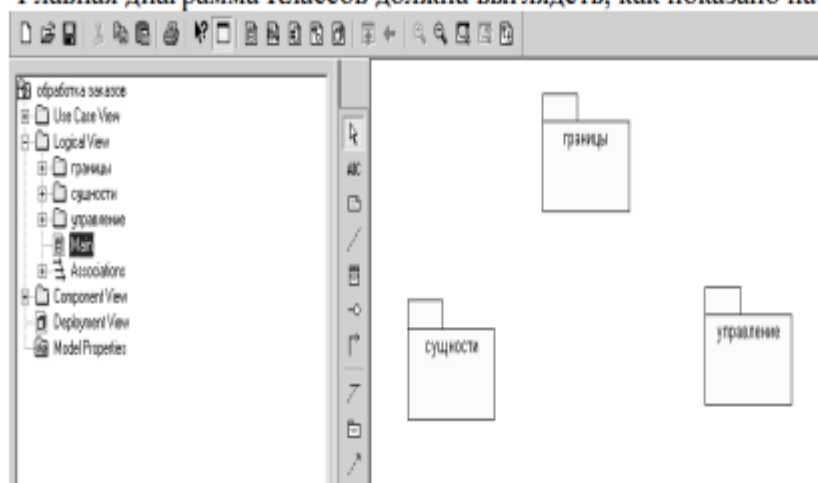 Главная диаграмма Классов должна выглядеть, как показано на
обработка заказов
Use Case View
Logical View
границы
сущности
управление
Main
Associations
Component View
Deployment View
Model Properties
ABC
границы
сущности
управление